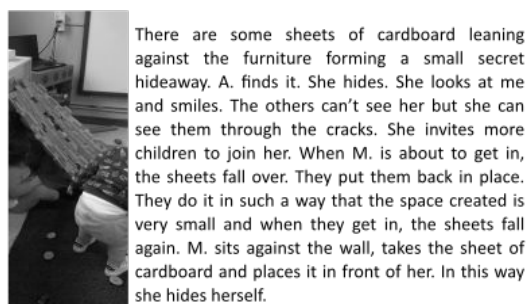 There are some sheets of cardboard leaning
against the furniture forming a small secret
hideaway. A. finds it. She hides. She looks at me
and smiles. The others can’t see her but she can
see them through the cracks. She invites more
children to join her. When M. is about to get in,
the sheets fall over. They put them back in place.
They do it in such a way that the space created is
very small and when they get in, the sheets fall
again. M. sits against the wall, takes the sheet of
cardboard and places it in front of her. In this way
she hides herself.